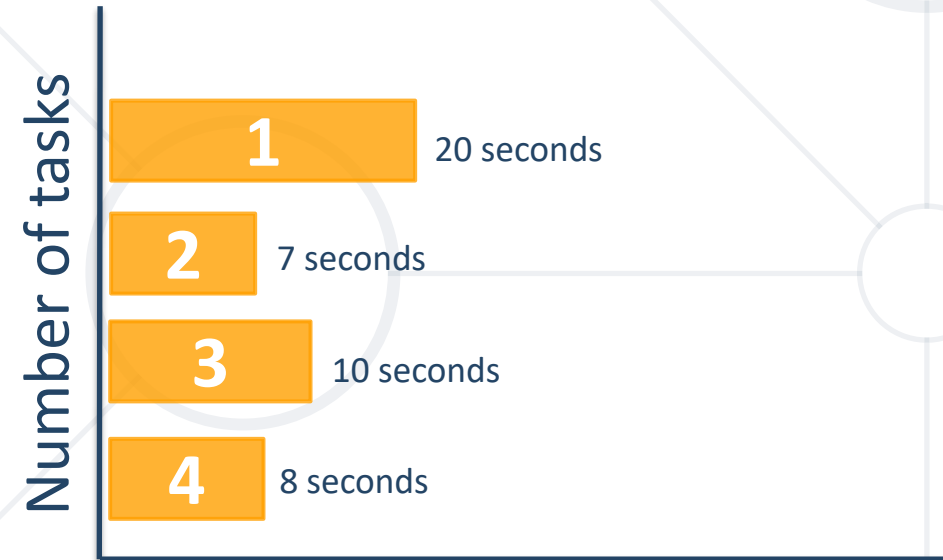 Number of tasks
1
20 seconds
2
7 seconds
3
10 seconds
4
8 seconds